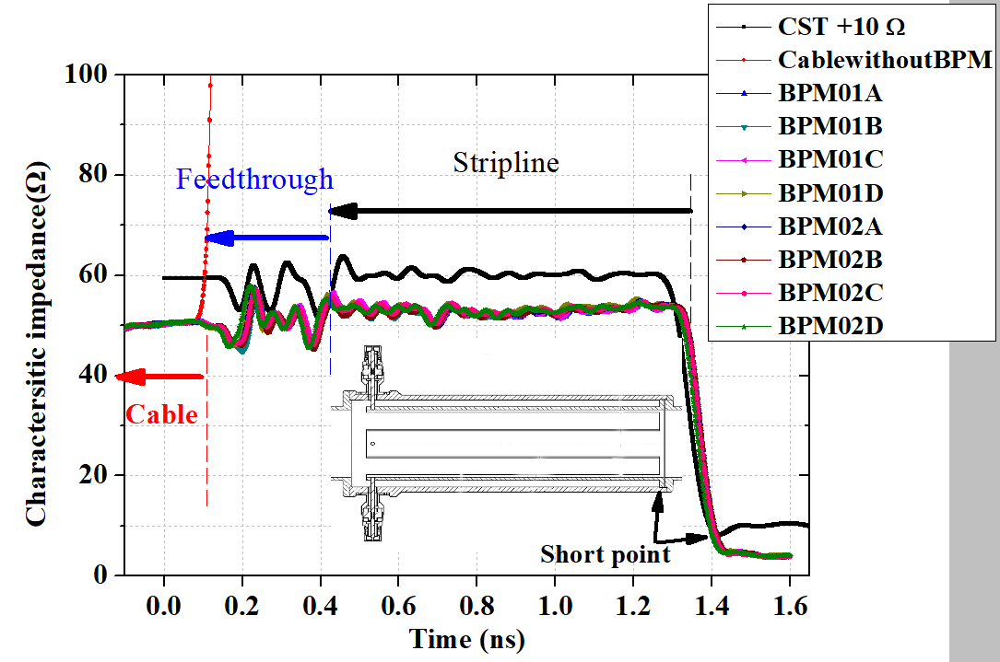 CST +10 Ω
CablewithoutBPM
BPM01A
BPM01B
BPM01C
BPM01D
BPM02A
BPM02B
BPM02C
BPM02D
100
80
60
40
20
0
Charactersitic impedance(Ω)
Feedthrough
Stripline
Cable
Short point
0.0 0.2 0.4 0.6 0.8 1.0 1.2 1.4 1.6
Time (ns)